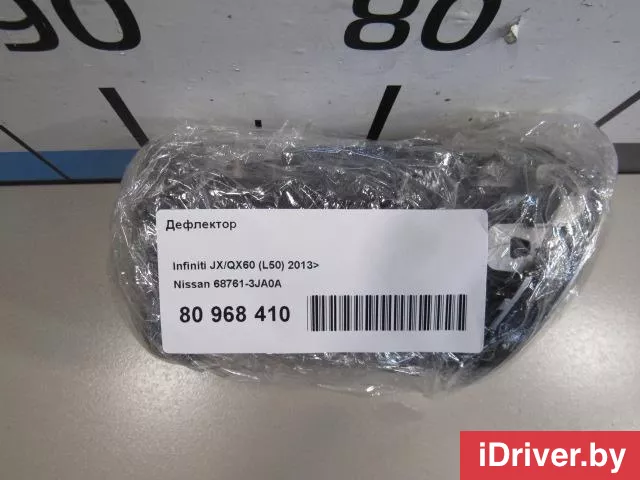 90
80
Дефлектор
Infiniti JX/QX60 (L50) 2013>
Nissan 68761-3JA0A
80 968 410
iDriver.by